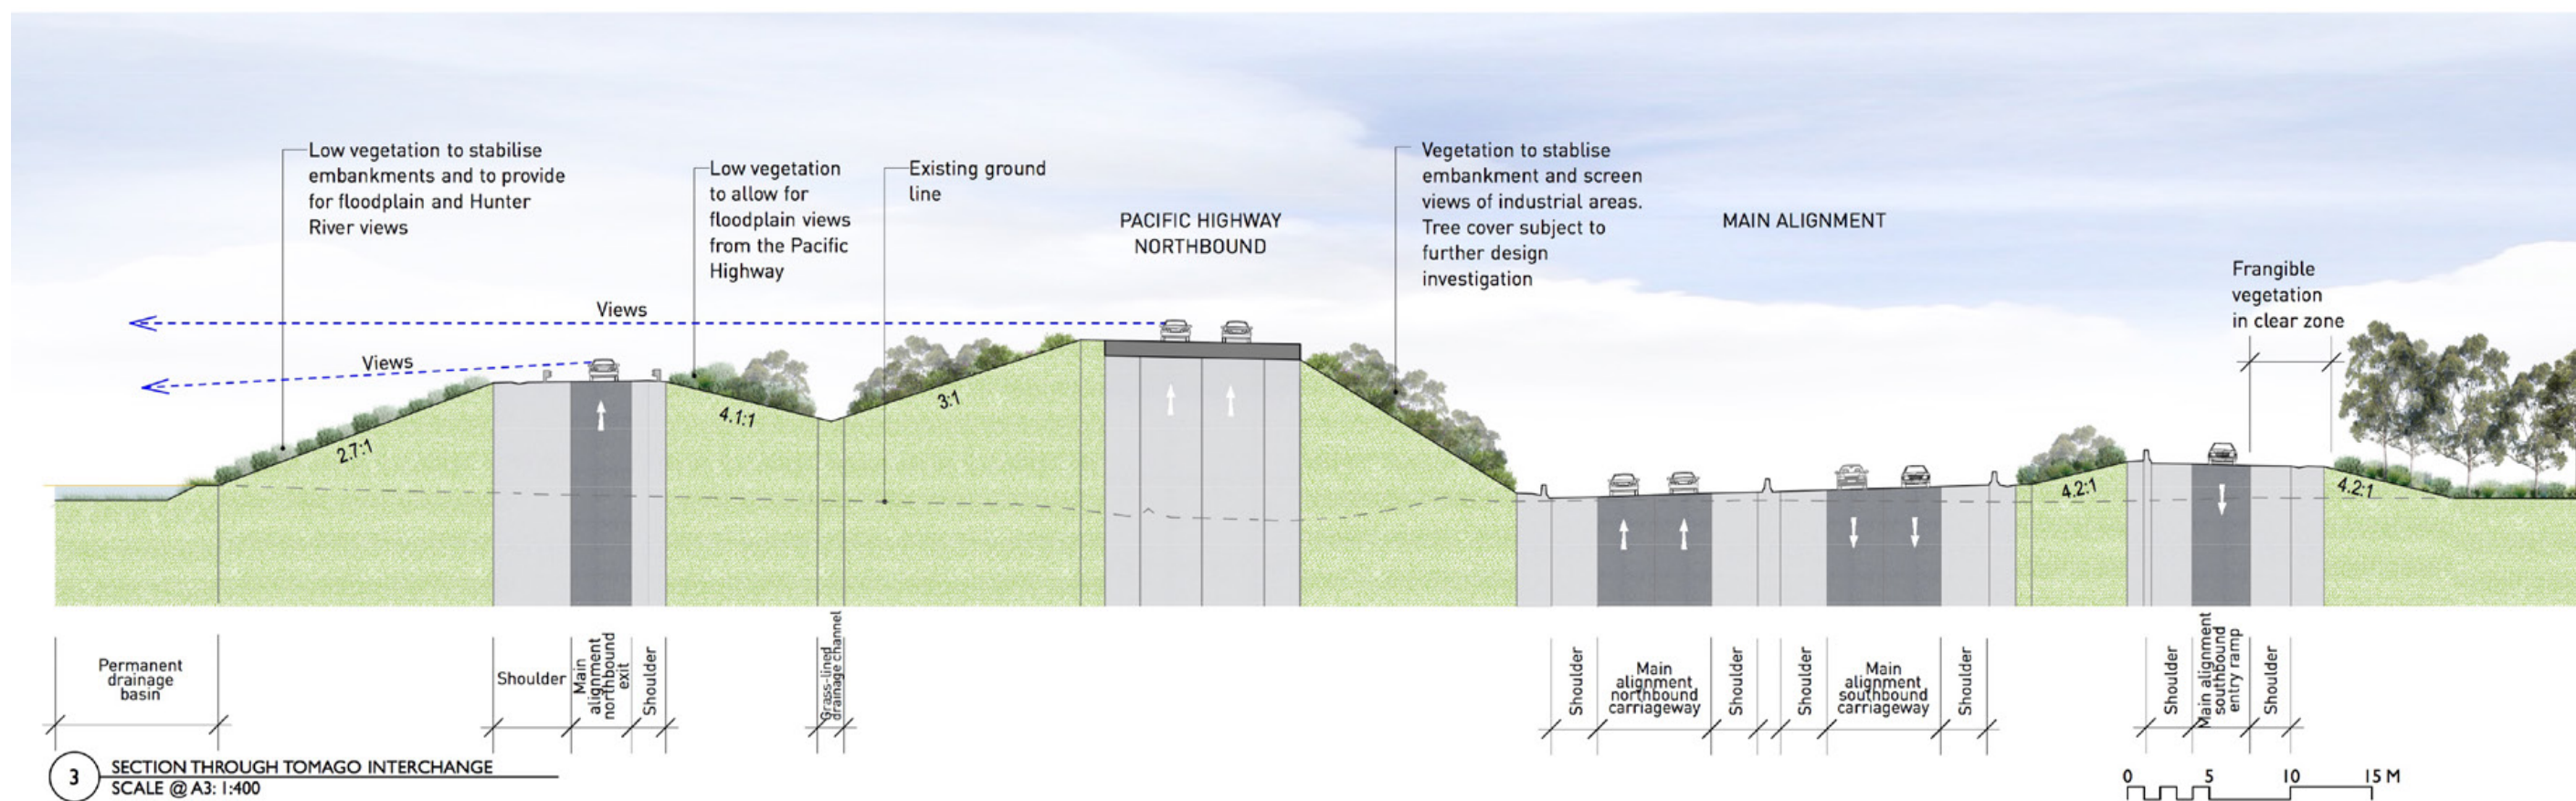 Low vegetation to stabilise
embankments and to provide
for floodplain and Hunter
River views
Low vegetation
to allow for
floodplain views
from the Pacific
Highway
Existing ground
line
PACIFIC HIGHWAY
NORTHBOUND
Vegetation to stablise
embankment and screen
views of industrial areas.
Tree cover subject to
further design
investigation
MAIN ALIGNMENT
Frangible
vegetation
in clear zone
Views
Views
2.7:1
4.1:1
3:1
4.2:1
4.2:1
Permanent
drainage
basin
Shoulder
Main
alignment
northbound
exit
Shoulder
Grass-lined
drainage channel
Shoulder
Main
alignment
northbound
carriageway
Shoulder
Shoulder
Main
alignment
southbound
carriageway
Shoulder
Shoulder
Main alignment
southbound
entry ramp
Shoulder
3
SECTION THROUGH TOMAGO INTERCHANGE
SCALE @ A3: 1:400
0 5 10 15 M